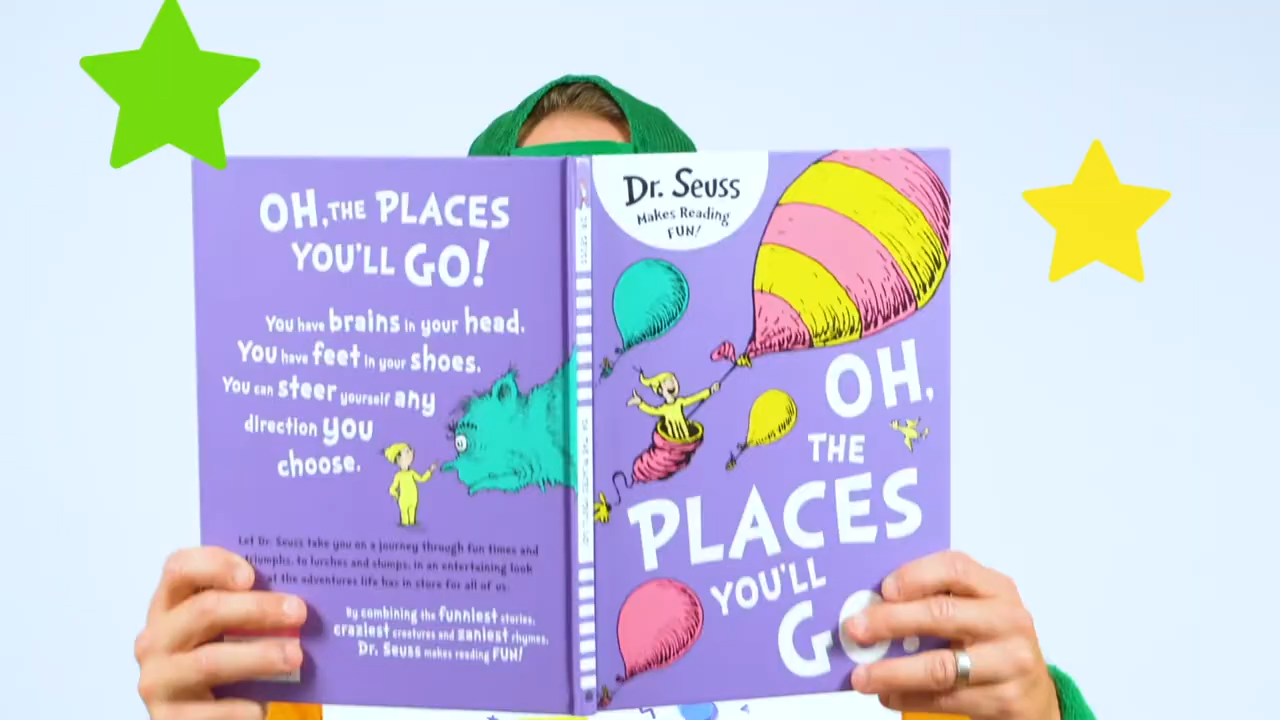 OH, THE PLACES
YOU'LL GO!
You have brains in your head.
You have feet in your shoes.
You can steer yourself any
direction you
choose.
Let Dr. Seuss take you on a journey through fun times and
triumphs, to lurches and slumps, in an entertaining look
at the adventures life has in store for all of us.
By combining the funniest stories,
craziest creatures and zaniest rhymes,
Dr. Seuss makes reading FUN!
DR. SEUSS
Dr. Seuss
Makes Reading
FUN!
OH,
THE
PLACES
YOU'LL
GO!